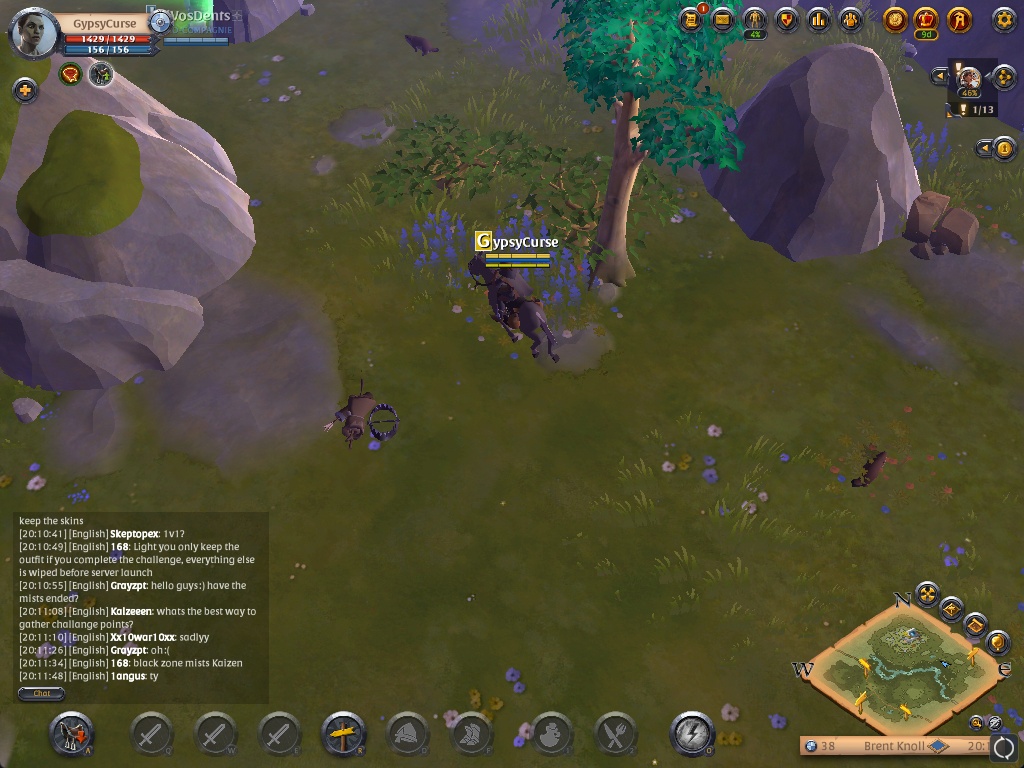 GypsyCurse
1429 / 1429
156 / 156
VosDents
COMPAGNIE
1
4%
9d
46%
1/13
1
GypsyCurse
keep the skins
[20:10:41] [English] Skeptopex: 1v1?
[20:10:49] [English] 168: Light you only keep the
outfit if you complete the challenge, everything else
is wiped before server launch
[20:10:55] [English] Grayzpt: hello guys:) have the
mists ended?
[20:11:08] [English] Kaizeeen: whats the best way to
gather challange points?
[20:11:10] [English] Xx10war10xx: sadlyy
[20:11:26] [English] Grayzpt: oh:(
[20:11:34] [English] 168: black zone mists Kaizen
[20:11:48] [English] 1angus: ty
Chat
N
W
E
A
Q
W
E
R
D
F
38
Brent Knoll
20: